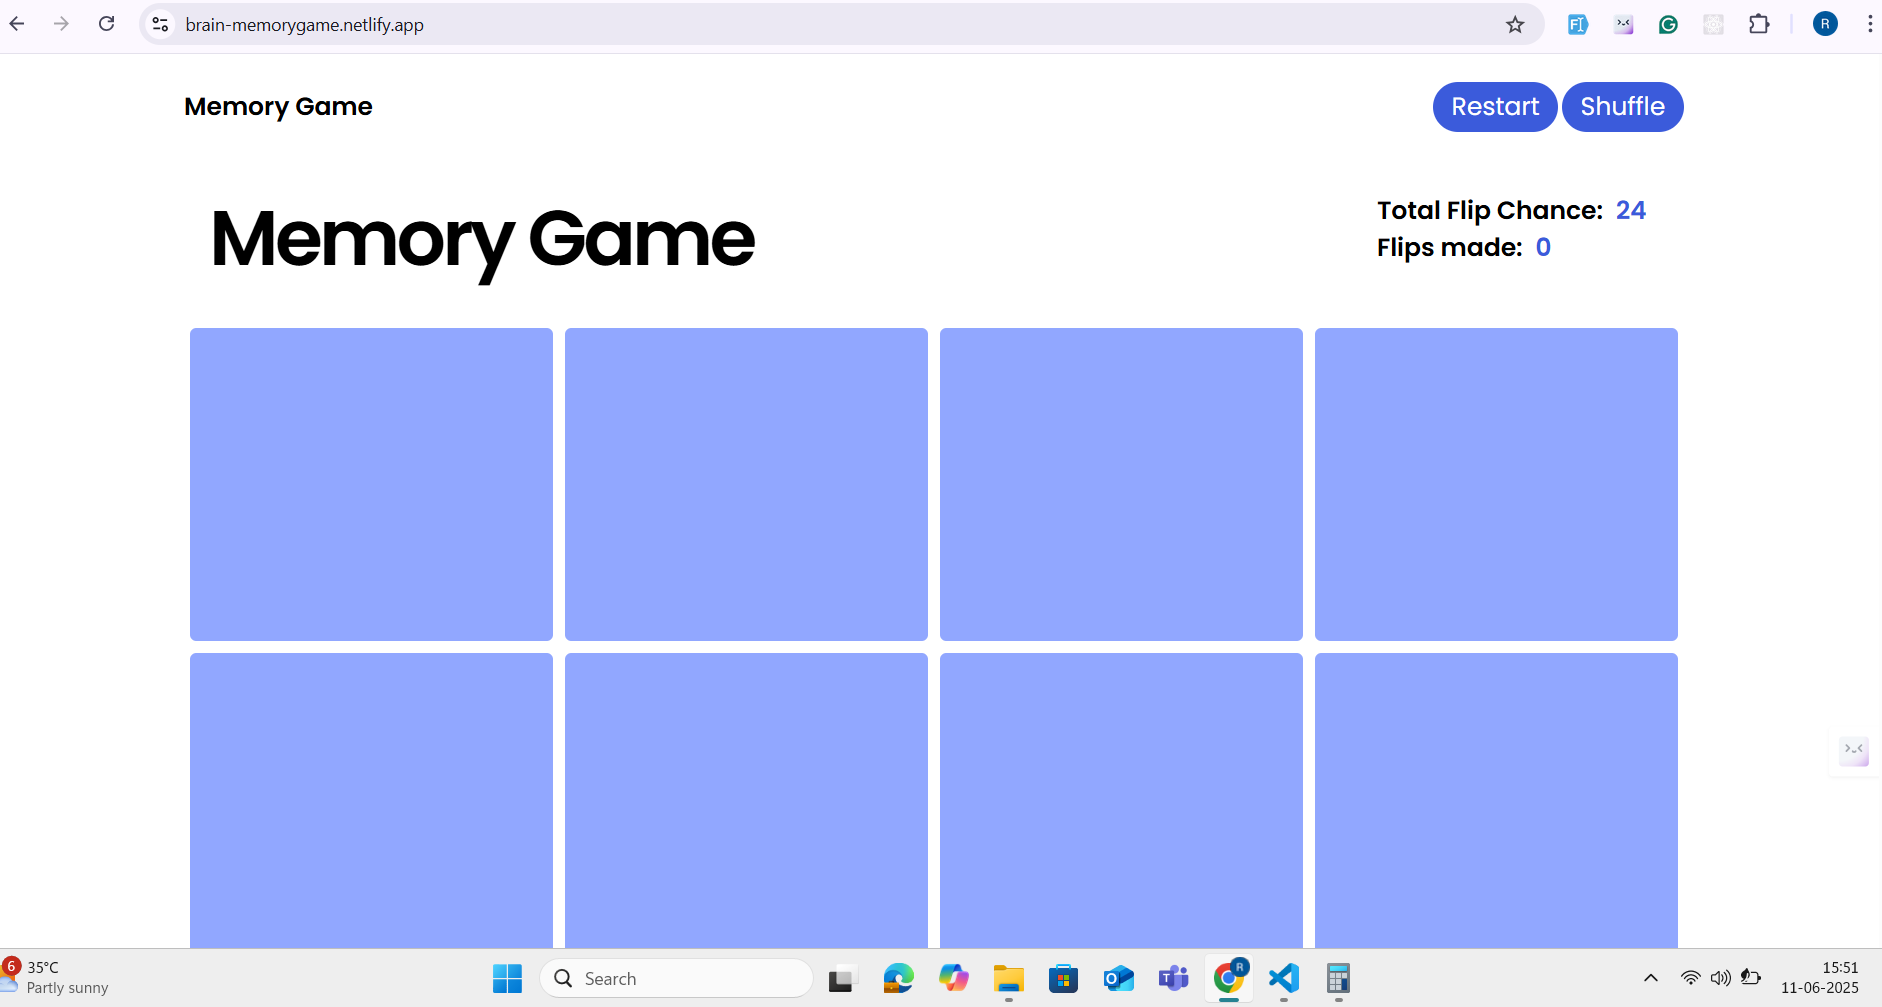 brain-memorygame.netlify.app
R
Memory Game
Restart
Shuffle
Memory Game
Total Flip Chance: 24
Flips made: 0
6
35°C
Partly sunny
Search
R
15:51
11-06-2025